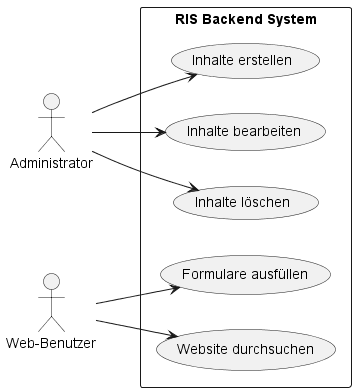 RIS Backend System
Inhalte erstellen
Inhalte bearbeiten
Administrator
Inhalte löschen
Formulare ausfüllen
Web-Benutzer
Website durchsuchen